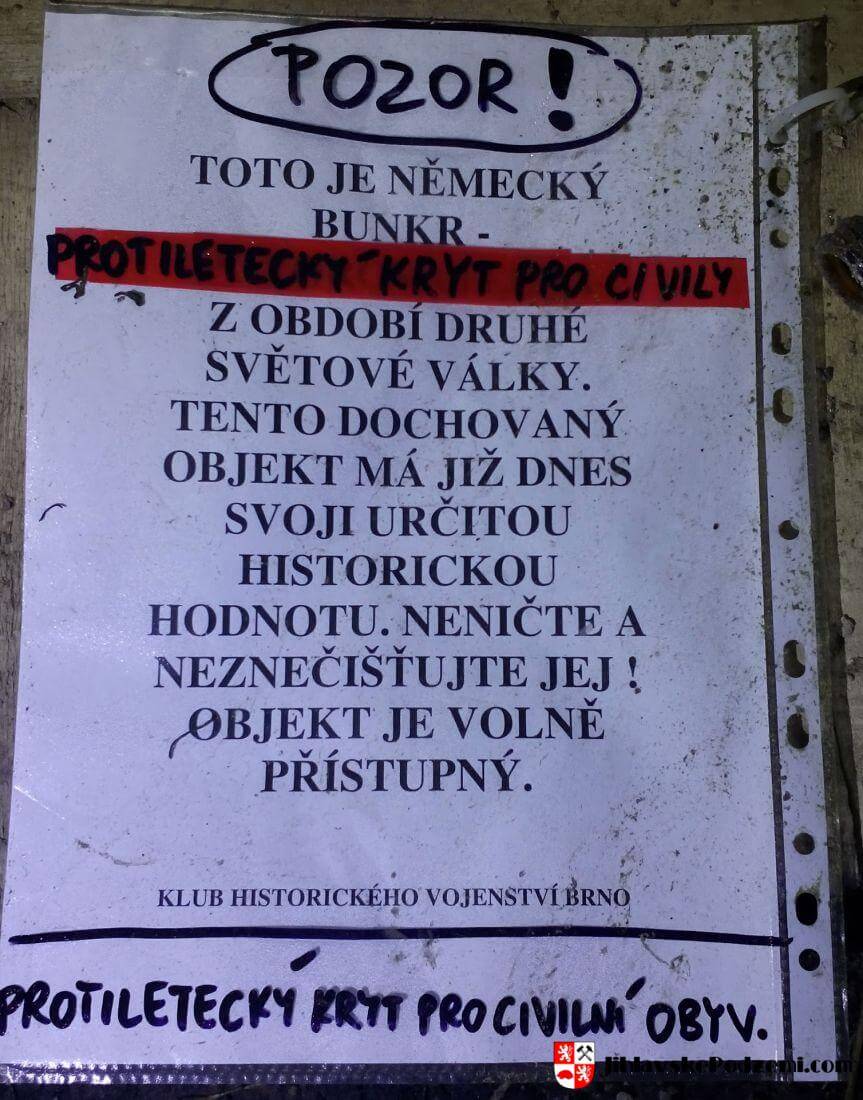 POZOR!
TOTO JE NĚMECKÝ
BUNKR -
PROTILETECKÝ KRYT PRO CIVILY
Z OBDOBÍ DRUHÉ
SVĚTOVÉ VÁLKY.
TENTO DOCHOVANÝ
OBJEKT MÁ JIŽ DNES
SVOJI URČITOU
HISTORICKOU
HODNOTU. NENIČTE A
NEZNEČIŠŤUJTE JEJ !
OBJEKT JE VOLNĚ
PŘÍSTUPNÝ.
KLUB HISTORICKÉHO VOJENSTVÍ BRNO
PROTILETECKÝ KRYT PRO CIVILNÍ OBYV.
JihlavskePodzemi.com